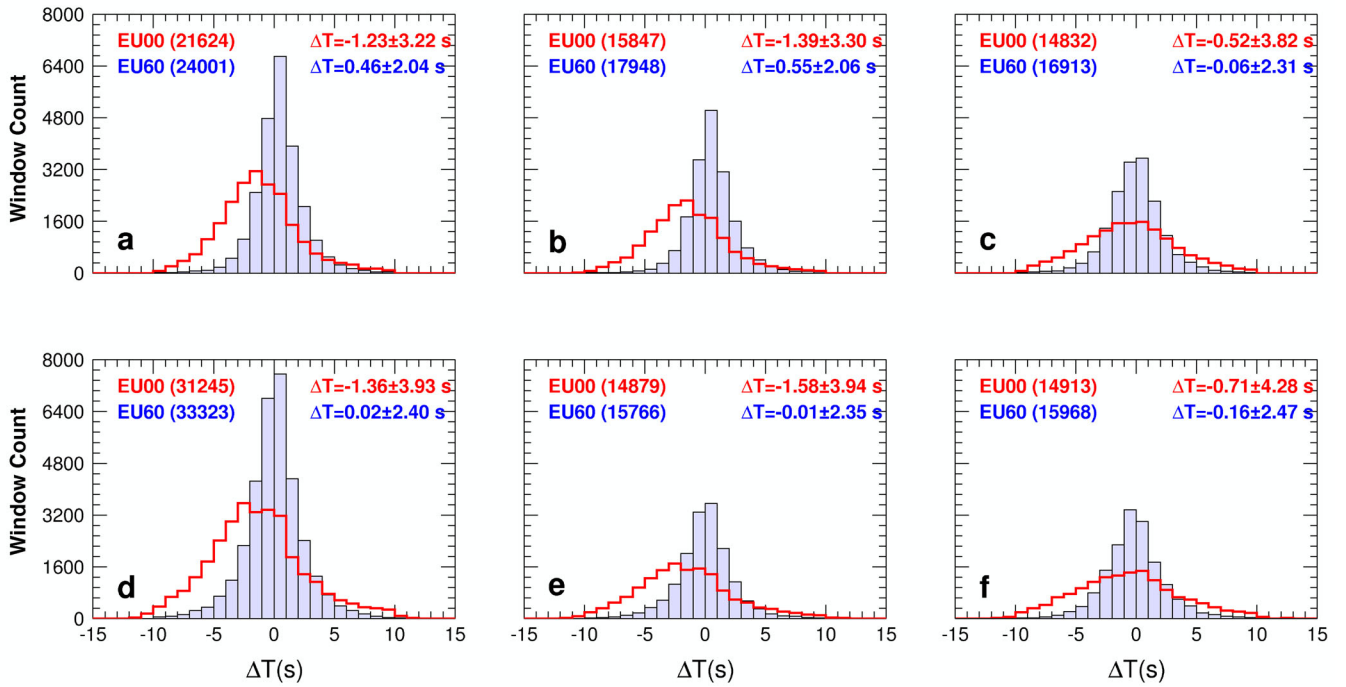 8000
6400
4800
3200
1600
0
Window Count
EU00 (21624) ΔT=-1.23±3.22 s
EU60 (24001) ΔT=0.46±2.04 s
a
EU00 (15847) ΔT=-1.39±3.30 s
EU60 (17948) ΔT=0.55±2.06 s
b
EU00 (14832) ΔT=-0.52±3.82 s
EU60 (16913) ΔT=-0.06±2.31 s
c
8000
6400
4800
3200
1600
0
Window Count
EU00 (31245) ΔT=-1.36±3.93 s
EU60 (33323) ΔT=0.02±2.40 s
d
-15 -10 -5 0 5 10 15
ΔT(s)
EU00 (14879) ΔT=-1.58±3.94 s
EU60 (15766) ΔT=-0.01±2.35 s
e
-15 -10 -5 0 5 10 15
ΔT(s)
EU00 (14913) ΔT=-0.71±4.28 s
EU60 (15968) ΔT=-0.16±2.47 s
f
-15 -10 -5 0 5 10 15
ΔT(s)